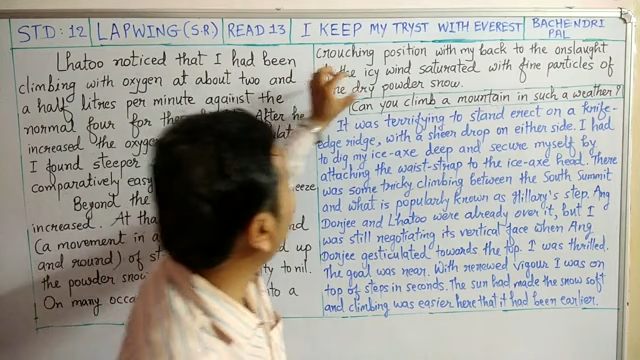 STD: 12 LAPWING (S.R.) READ 13 I KEEP MY TRYST WITH EVEREST BACHENDRI PAL
Lhatoo noticed that I had been
climbing with oxygen at about two and
a half litres per minute against the
normal four for the After he
increased the oxygen
I found steeper
comparatively easy
Beyond the
increased. At tha
(a movement in a
and round) of st up
the powder snow ty to nil.
On many occa to a
crouching position with my back to the onslaught
the icy wind saturated with fine particles of
dry powder snow.
Can you climb a mountain in such a weather?
It was terrifying to stand erect on a knife-
edge ridge, with a sheer drop on either side. I had
to dig my ice-axe deep and secure myself by
attaching the waist-strap to the ice-axe head. There
was some tricky climbing between the South Summit
and what is popularly known as Hillary's step. Ang
Dorjee and Lhatoo were already over it, but I
was still negotiating its vertical face when Ang
Dorjee gesticulated towards the top. I was thrilled.
The goal was near. With renewed vigour I was on
top of steps in seconds. The sun had made the snow soft
and climbing was easier here that it had been earlier.